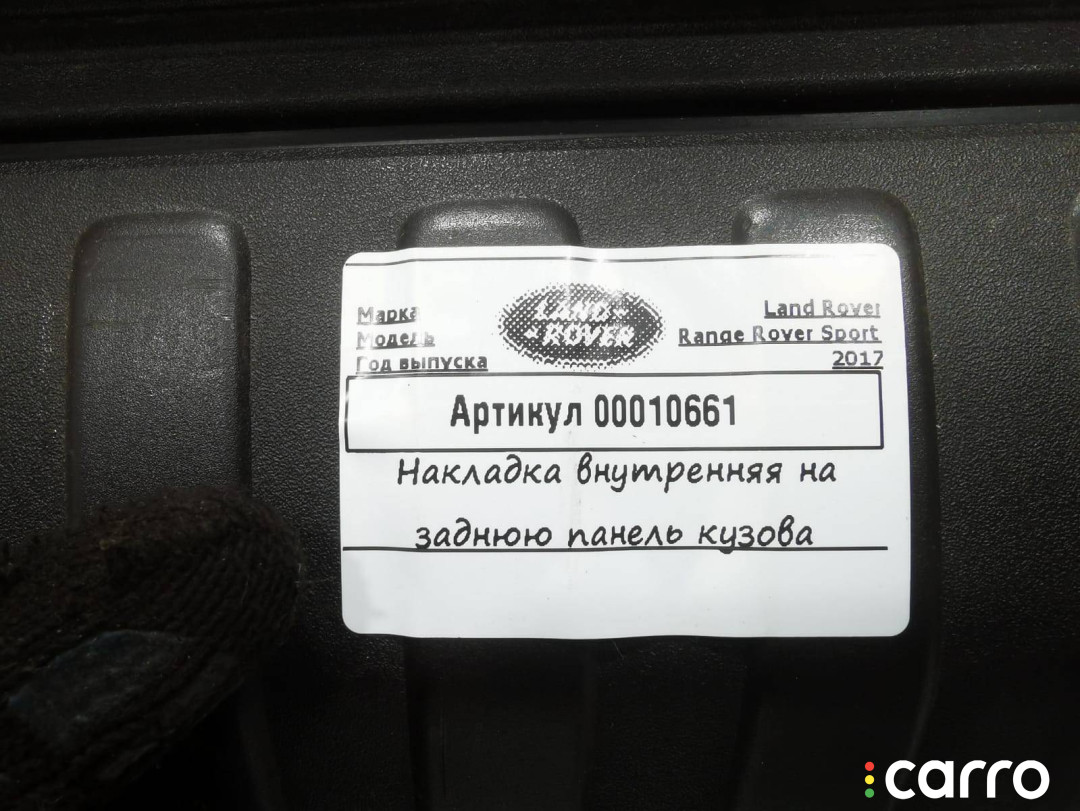 Марка LAND- Land Rover
Модель -ROVER Range Rover Sport
Год выпуска 2017
Артикул 00010661
Накладка внутренняя на
заднюю панель кузова
carro